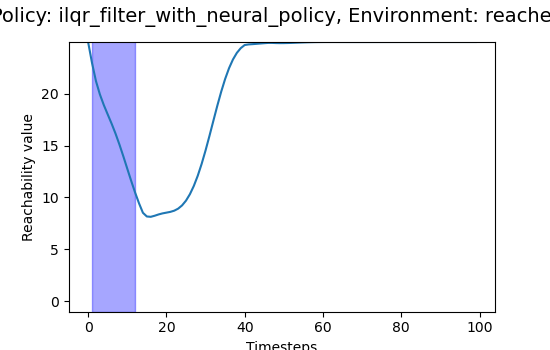 Policy: ilqr_filter_with_neural_policy, Environment: reache
Reachability value
20
15
10
5
0
0 20 40 60 80 100
Timesteps